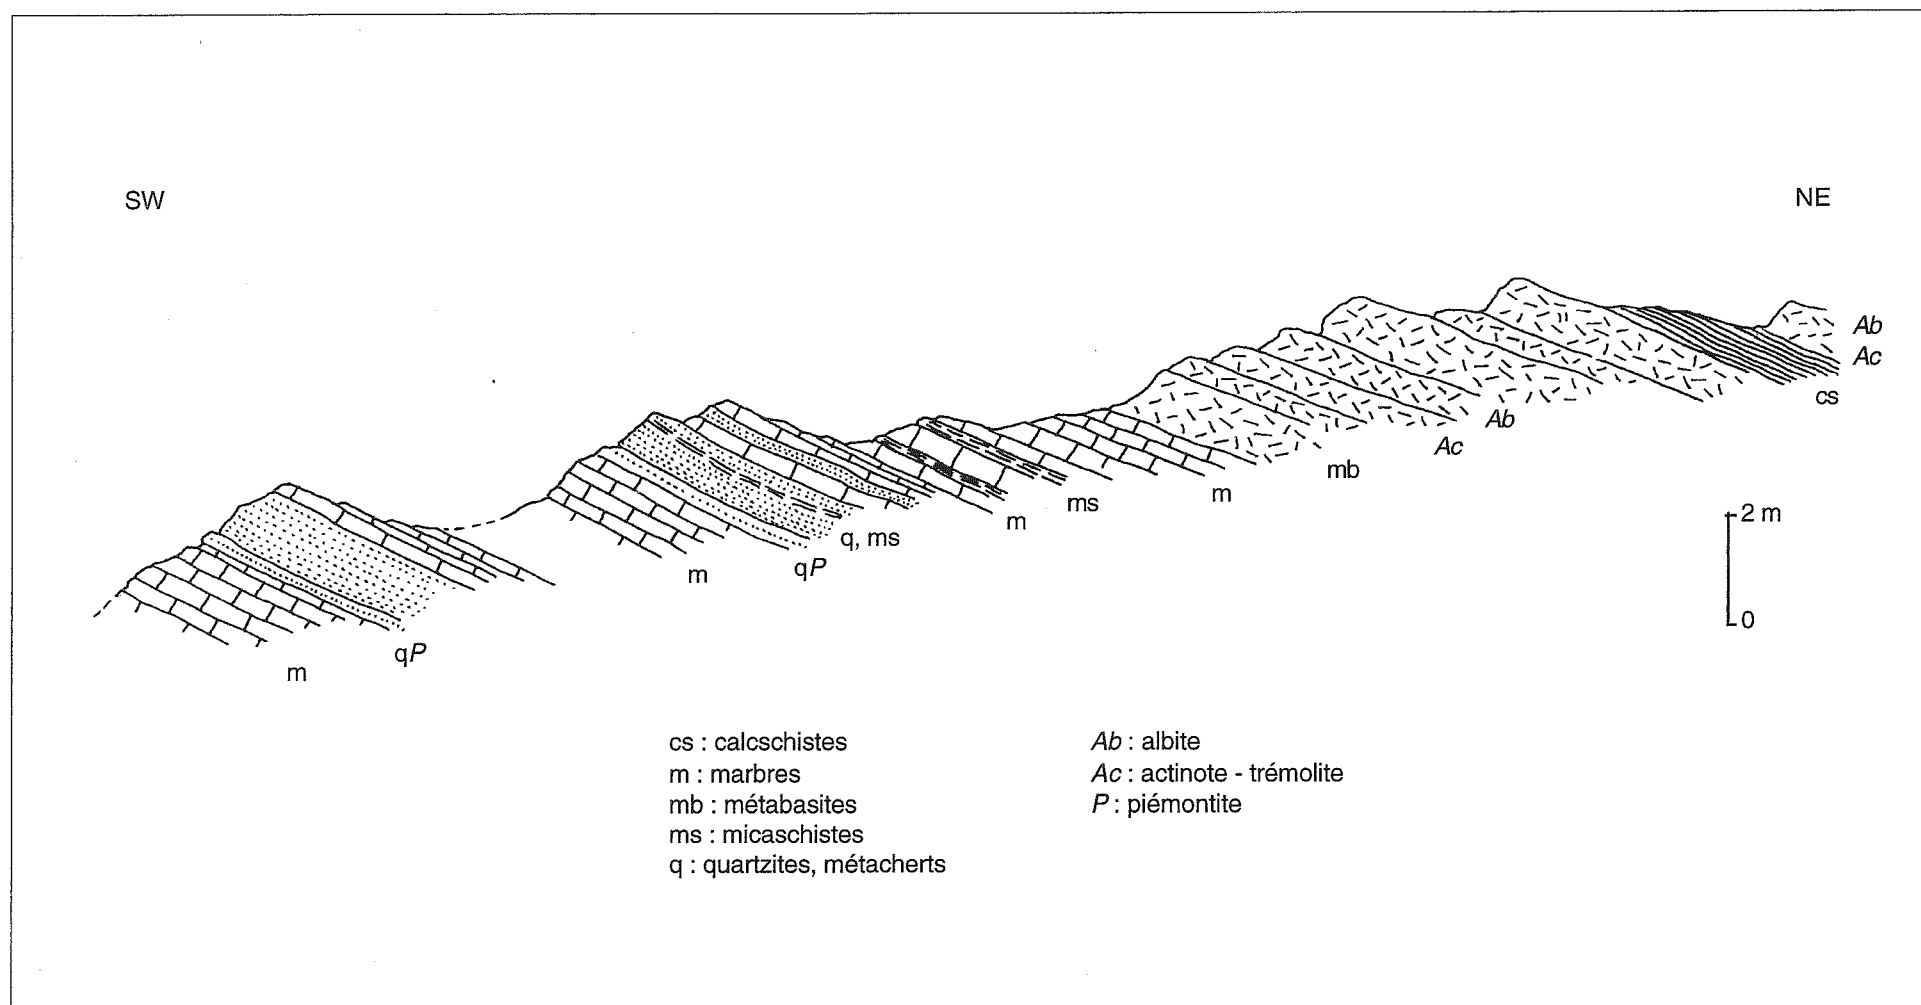 SW
NE
Ab
Ac
cs
Ab
Ac
mb
m
ms
m
q, ms
qP
m
qP
m
2 m
0
cs : calcschistes
m : marbres
mb : métabasites
ms : micaschistes
q : quartzites, métacherts
Ab : albite
Ac : actinote - trémolite
P : piémontite